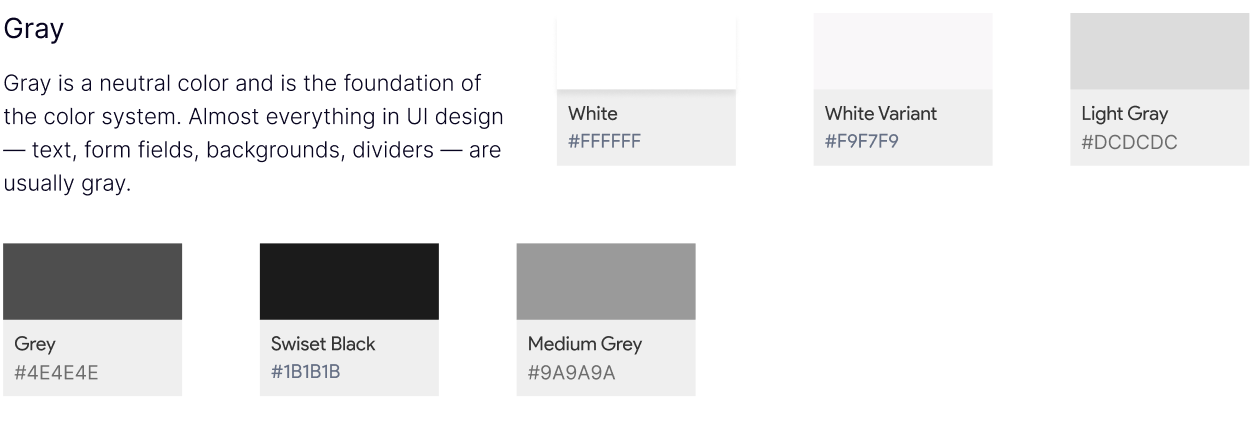 Gray
Gray is a neutral color and is the foundation of
the color system. Almost everything in UI design
— text, form fields, backgrounds, dividers — are
usually gray.
White
#FFFFFF
White Variant
#F9F7F9
Light Gray
#DCDCDC
Grey
#4E4E4E
Swiset Black
#1B1B1B
Medium Grey
#9A9A9A